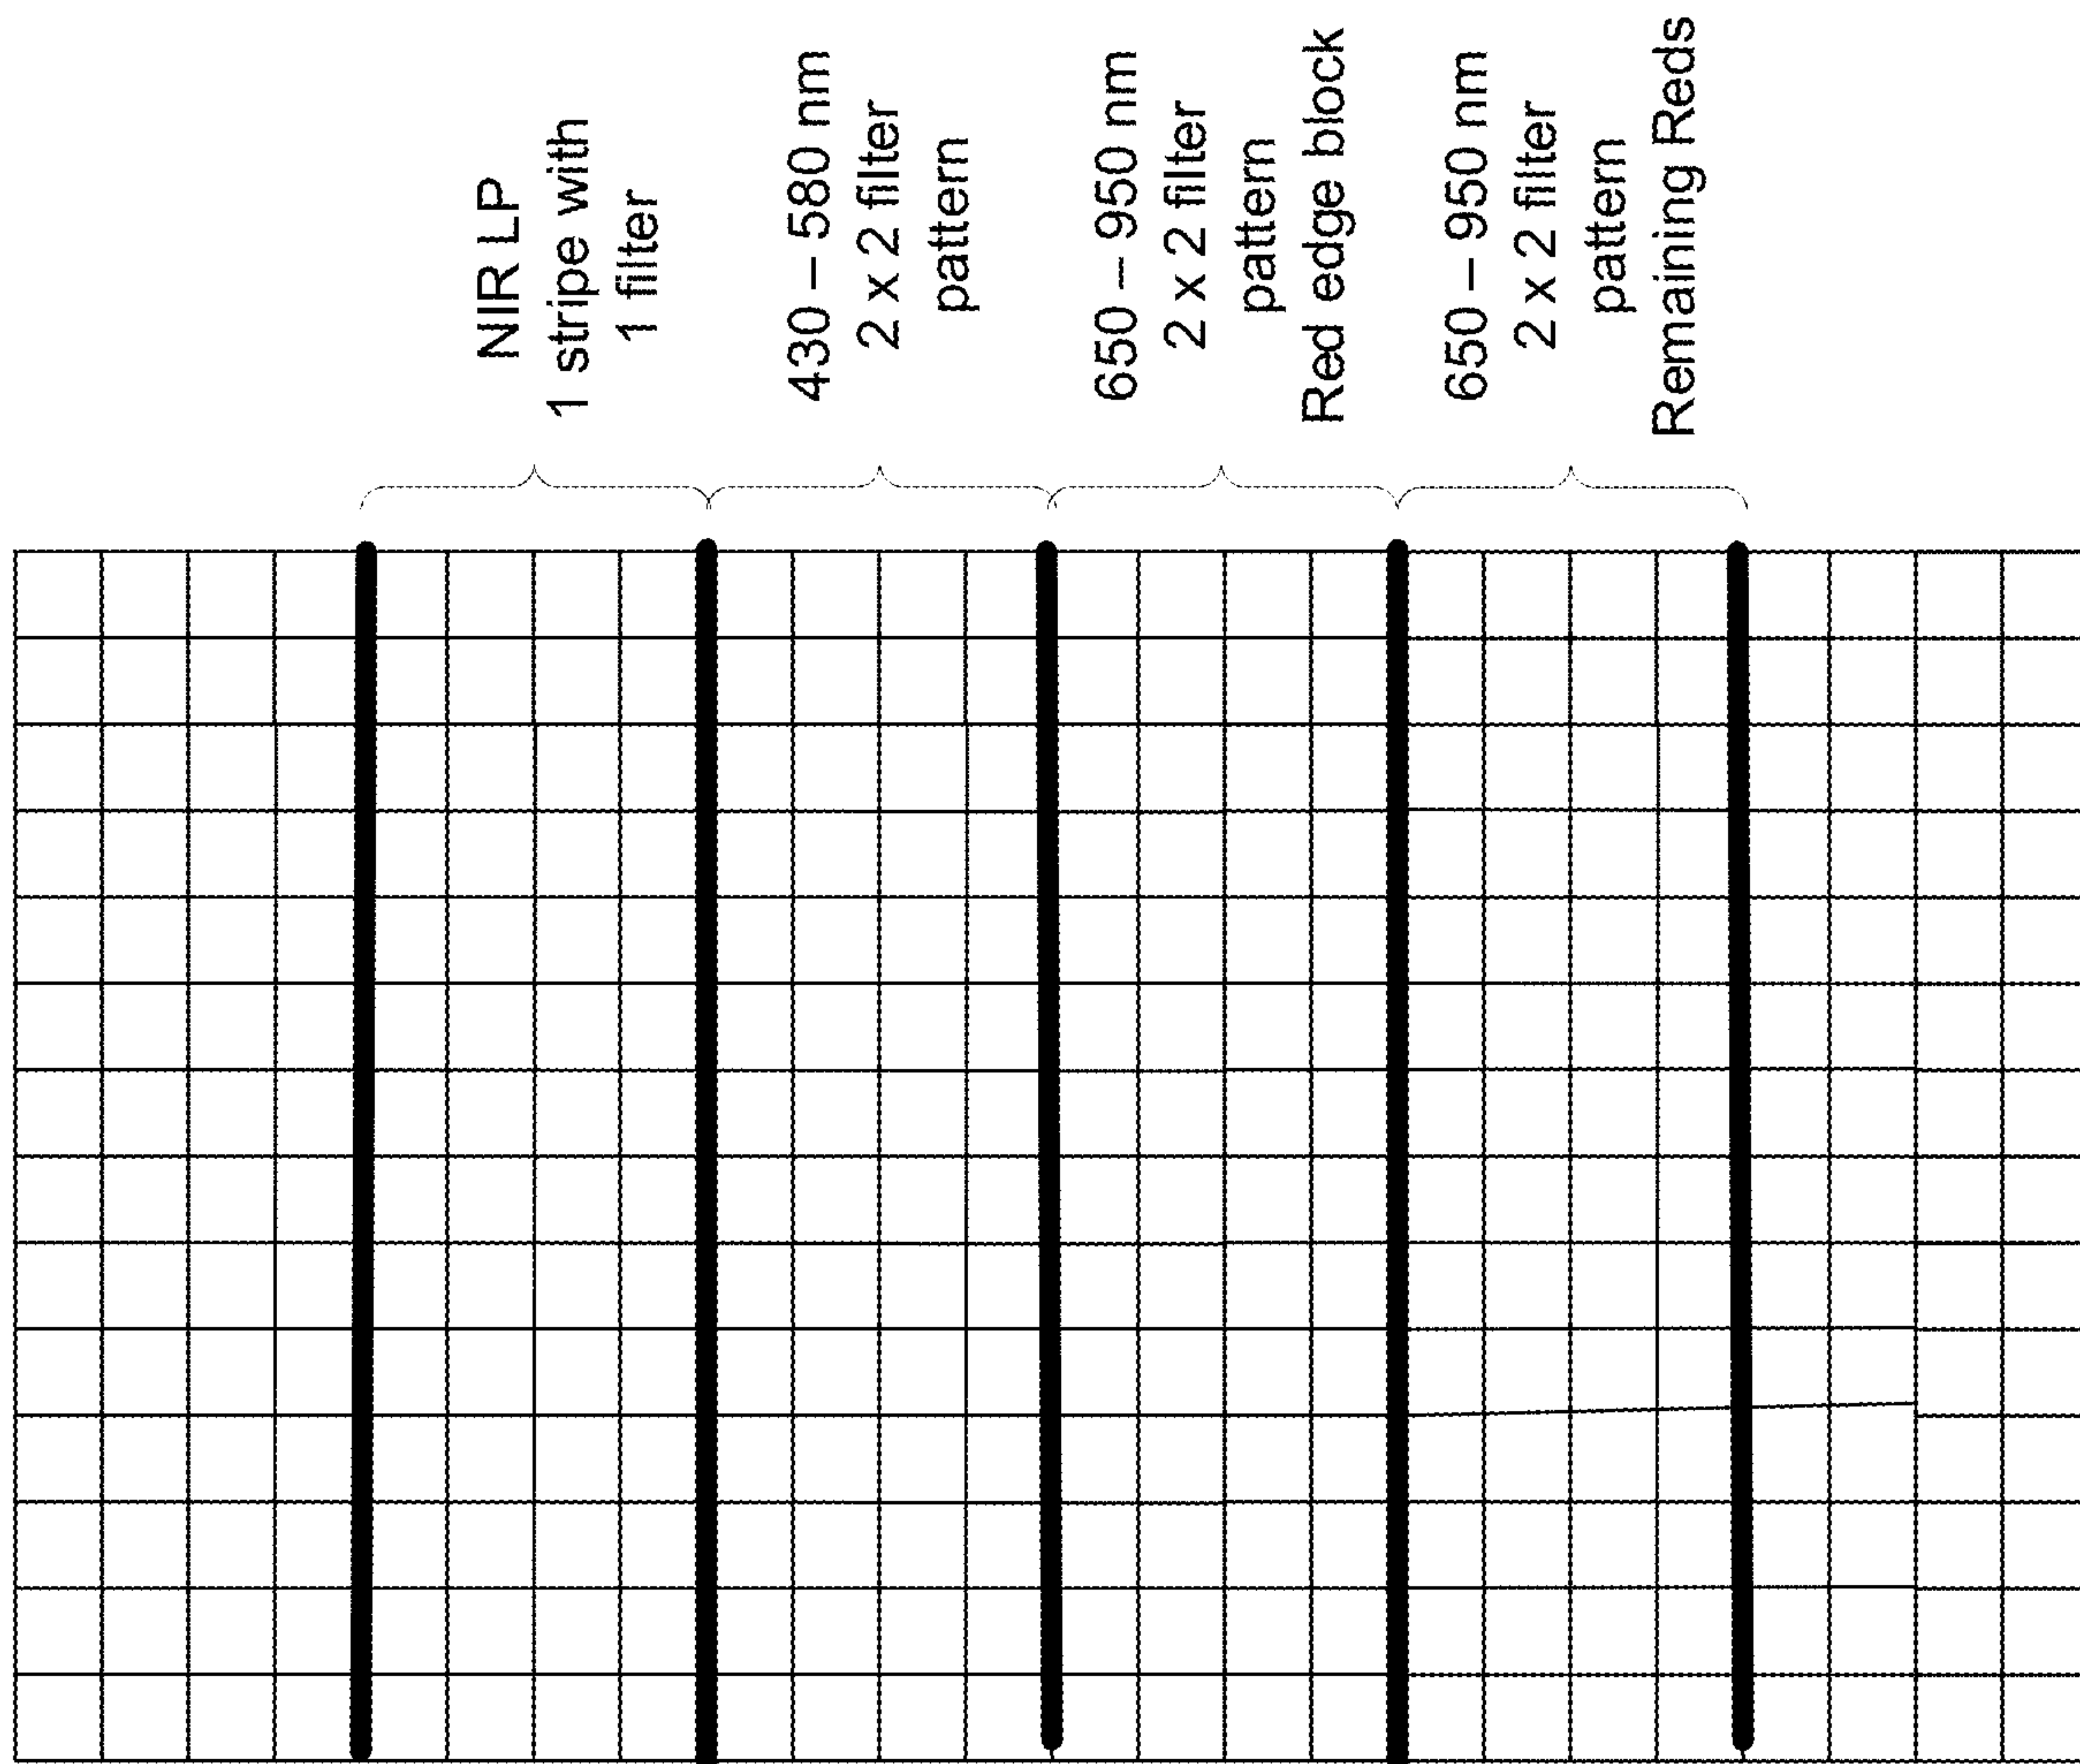 NIR LP
1 stripe with
1 filter
430 – 580 nm
2 x 2 filter
pattern
650 – 950 nm
2 x 2 filter
pattern
Red edge block
650 – 950 nm
2 x 2 filter
pattern
Remaining Reds